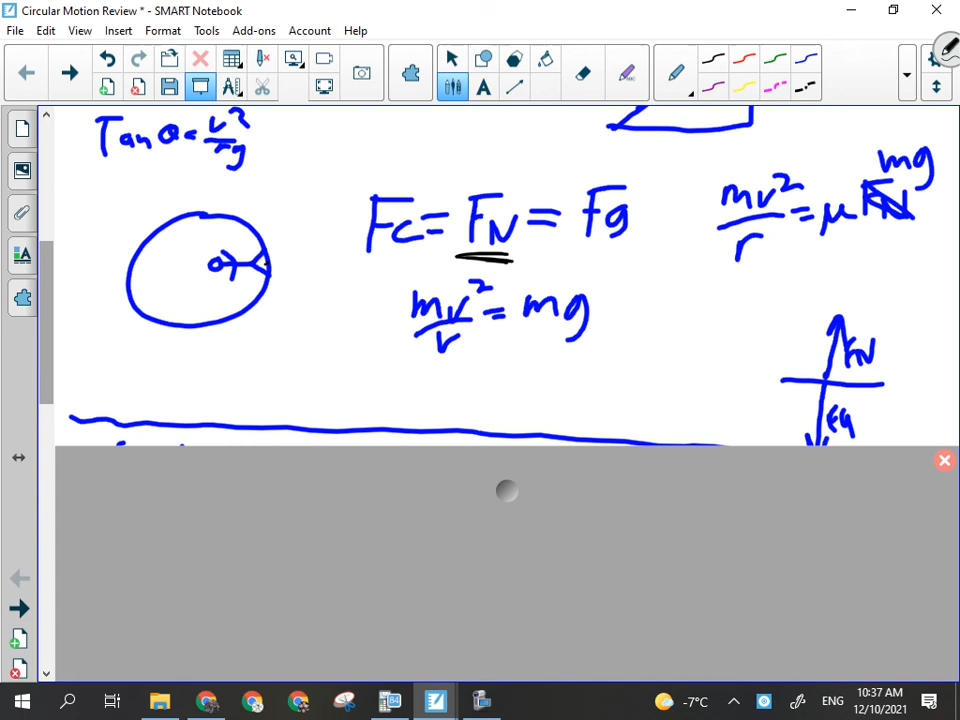 Circular Motion Review * - SMART Notebook
File Edit View Insert Format Tools Add-ons Account Help
Tan θ = v²/rg
Fc = FN = Fg
mv²/r = μ FN mg
mv²/r = mg
FN
Fg
-7°C ENG 10:37 AM
12/10/2021